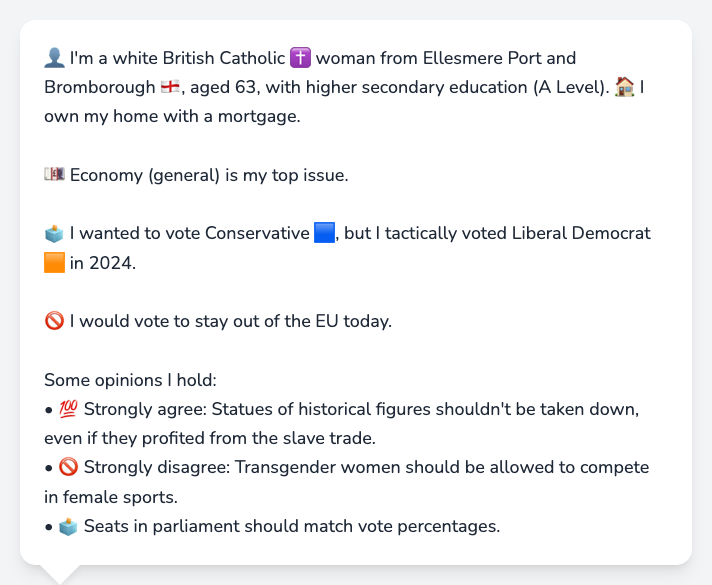 👤 I'm a white British Catholic ✝️ woman from Ellesmere Port and
Bromborough 🏴󠁧󠁢󠁥󠁮󠁧󠁿, aged 63, with higher secondary education (A Level). 🏠 I
own my home with a mortgage.
💷 Economy (general) is my top issue.
🗳️ I wanted to vote Conservative 🟦, but I tactically voted Liberal Democrat
🟧 in 2024.
🚫 I would vote to stay out of the EU today.
Some opinions I hold:
• 💯 Strongly agree: Statues of historical figures shouldn't be taken down,
even if they profited from the slave trade.
• 🚫 Strongly disagree: Transgender women should be allowed to compete
in female sports.
• 🗳️ Seats in parliament should match vote percentages.